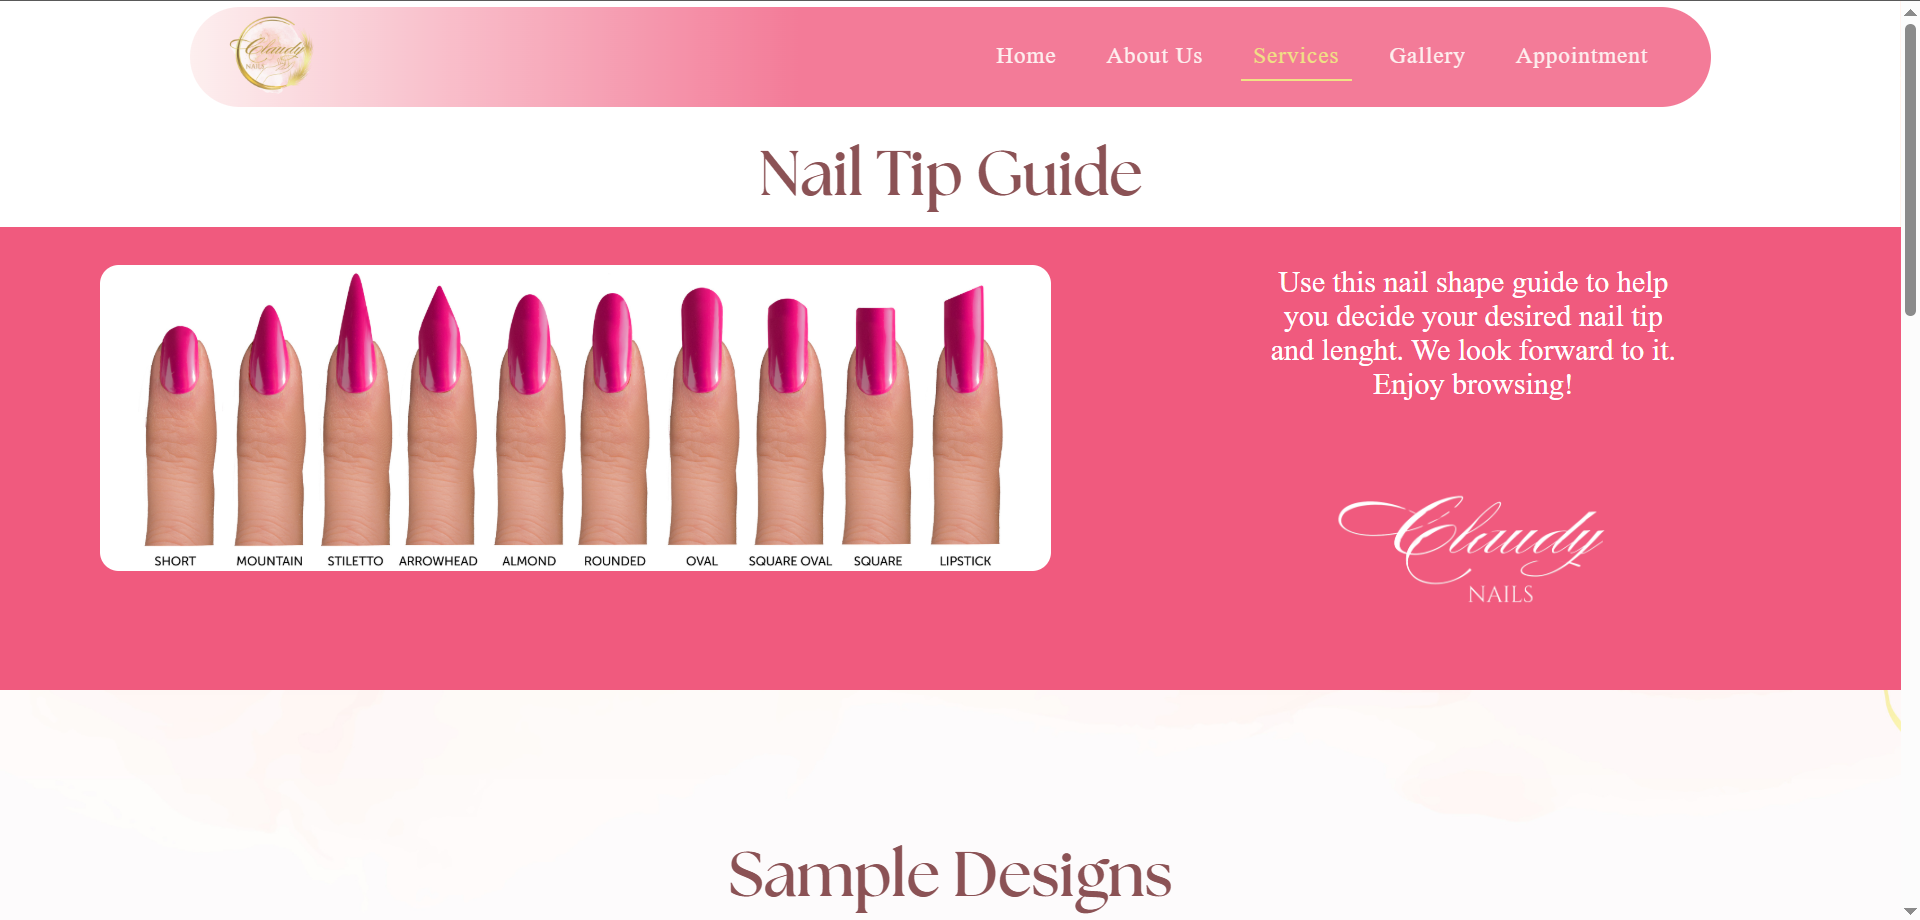 Claudy
NAILS
Home About Us Services Gallery Appointment
Nail Tip Guide
Use this nail shape guide to help
you decide your desired nail tip
and lenght. We look forward to it.
Enjoy browsing!
SHORT MOUNTAIN STILETTO ARROWHEAD ALMOND ROUNDED OVAL SQUARE OVAL SQUARE LIPSTICK
Claudy
NAILS
Sample Designs